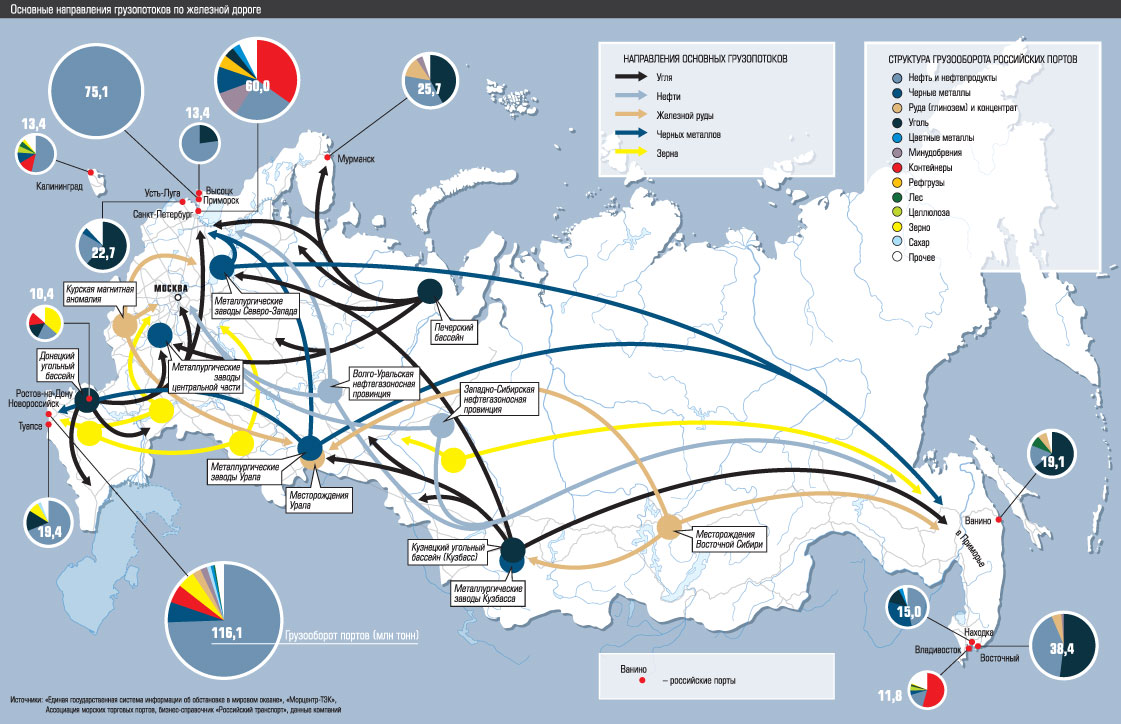 Основные направления грузопотоков по железной дороге
НАПРАВЛЕНИЯ ОСНОВНЫХ ГРУЗОПОТОКОВ
Угля
Нефти
Железной руды
Черных металлов
Зерна
СТРУКТУРА ГРУЗООБОРОТА РОССИЙСКИХ ПОРТОВ
Нефть и нефтепродукты
Черные металлы
Руда (глинозем) и концентрат
Уголь
Цветные металлы
Минудобрения
Контейнеры
Рефгрузы
Лес
Целлюлоза
Зерно
Сахар
Прочее
75,1
60,0
25,7
13,4
13,4
Калининград
Мурманск
Усть-Луга
Высоцк
Приморск
Санкт-Петербург
22,7
МОСКВА
Курская магнитная
аномалия
Металлургические
заводы Северо-Запада
Печерский
бассейн
10,4
Донецкий
угольный
бассейн
Металлургические
заводы
центральной части
Волго-Уральская
нефтегазоносная
провинция
Западно-Сибирская
нефтегазоносная
провинция
Ростов-на-Дону
Новороссийск
Туапсе
Металлургические
заводы Урала
Месторождения
Урала
19,4
19,1
Ванино
в Приморье
Кузнецкий угольный
бассейн (Кузбасс)
Месторождения
Восточной Сибири
Металлургические
заводы Кузбасса
116,1
Грузооборот портов (млн тонн)
15,0
Находка
Владивосток
Восточный
38,4
11,8
Ванино
– российские порты
Источники: «Единая государственная система информации об обстановке в мировом океане», «Морцентр-ТЭК»,
Ассоциация морских торговых портов, бизнес-справочник «Российский транспорт», данные компаний